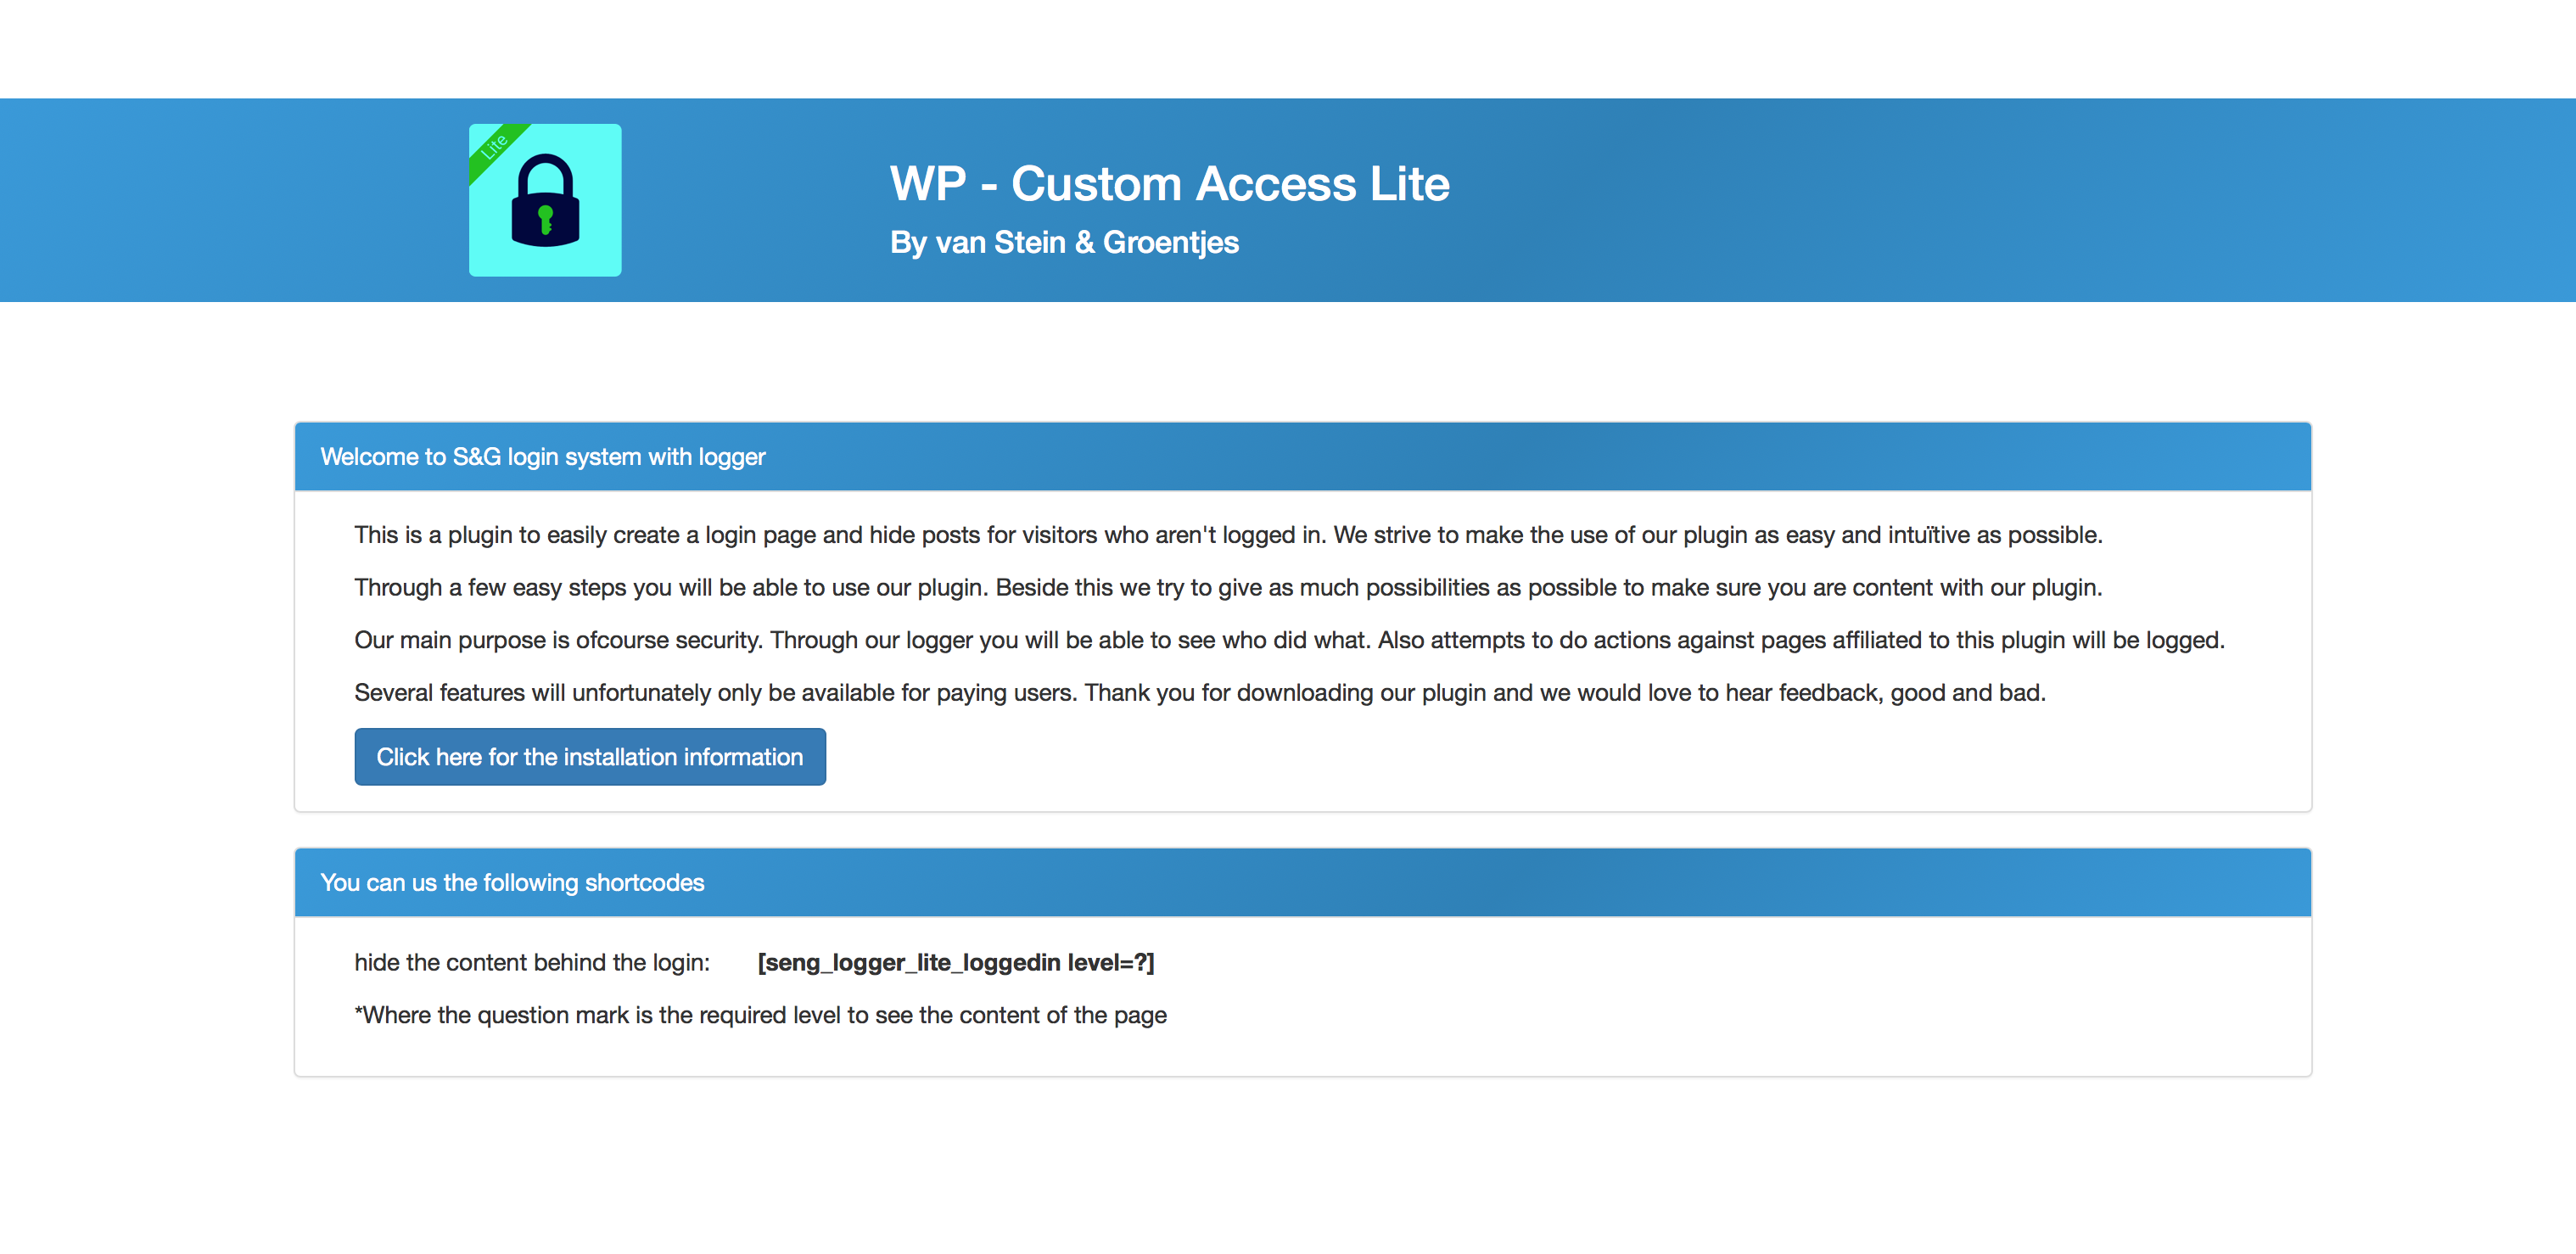 Lite
WP - Custom Access Lite
By van Stein & Groentjes
Welcome to S&G login system with logger
This is a plugin to easily create a login page and hide posts for visitors who aren't logged in. We strive to make the use of our plugin as easy and intuïtive as possible.
Through a few easy steps you will be able to use our plugin. Beside this we try to give as much possibilities as possible to make sure you are content with our plugin.
Our main purpose is ofcourse security. Through our logger you will be able to see who did what. Also attempts to do actions against pages affiliated to this plugin will be logged.
Several features will unfortunately only be available for paying users. Thank you for downloading our plugin and we would love to hear feedback, good and bad.
Click here for the installation information
You can us the following shortcodes
hide the content behind the login: [seng_logger_lite_loggedin level=?]
*Where the question mark is the required level to see the content of the page